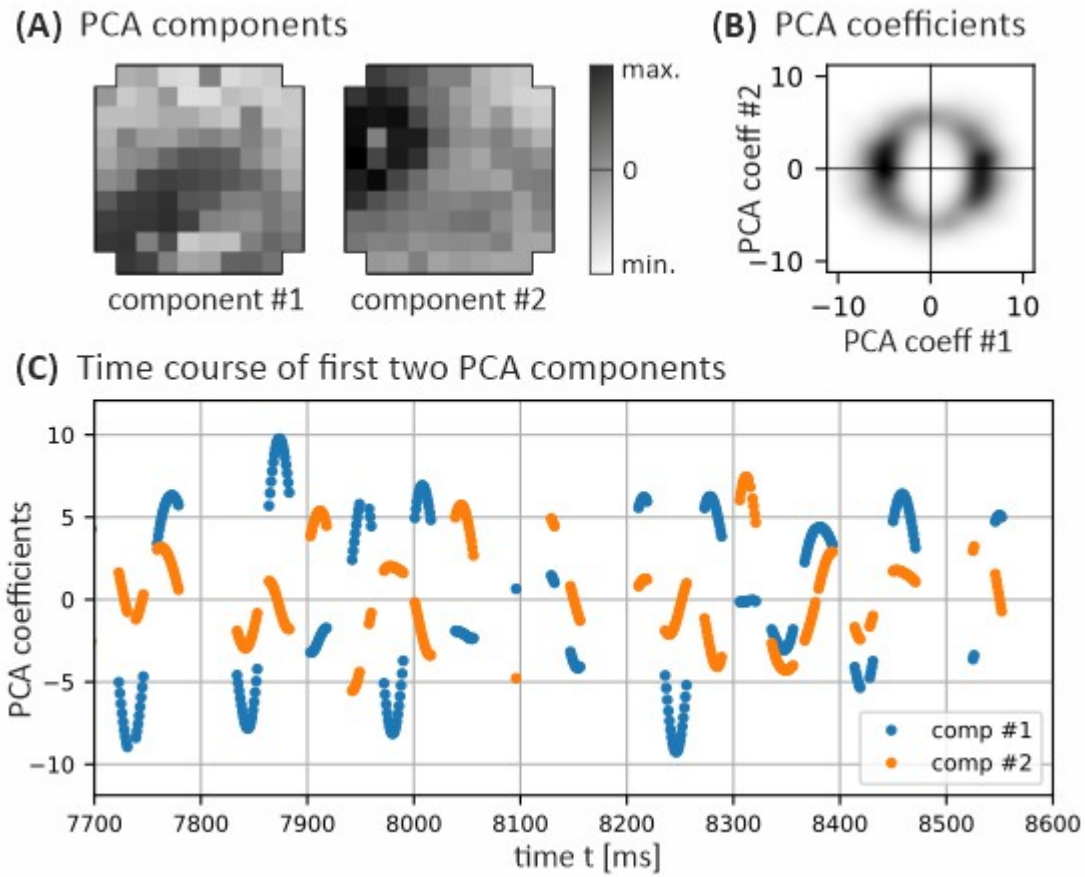 (A) PCA components
(B) PCA coefficients
max.
0
min.
component #1
component #2
PCA coeff #2
10
0
−10
−10
0
10
PCA coeff #1
(C) Time course of first two PCA components
PCA coefficients
10
5
0
−5
−10
comp #1
comp #2
7700
7800
7900
8000
8100
8200
8300
8400
8500
8600
time t [ms]